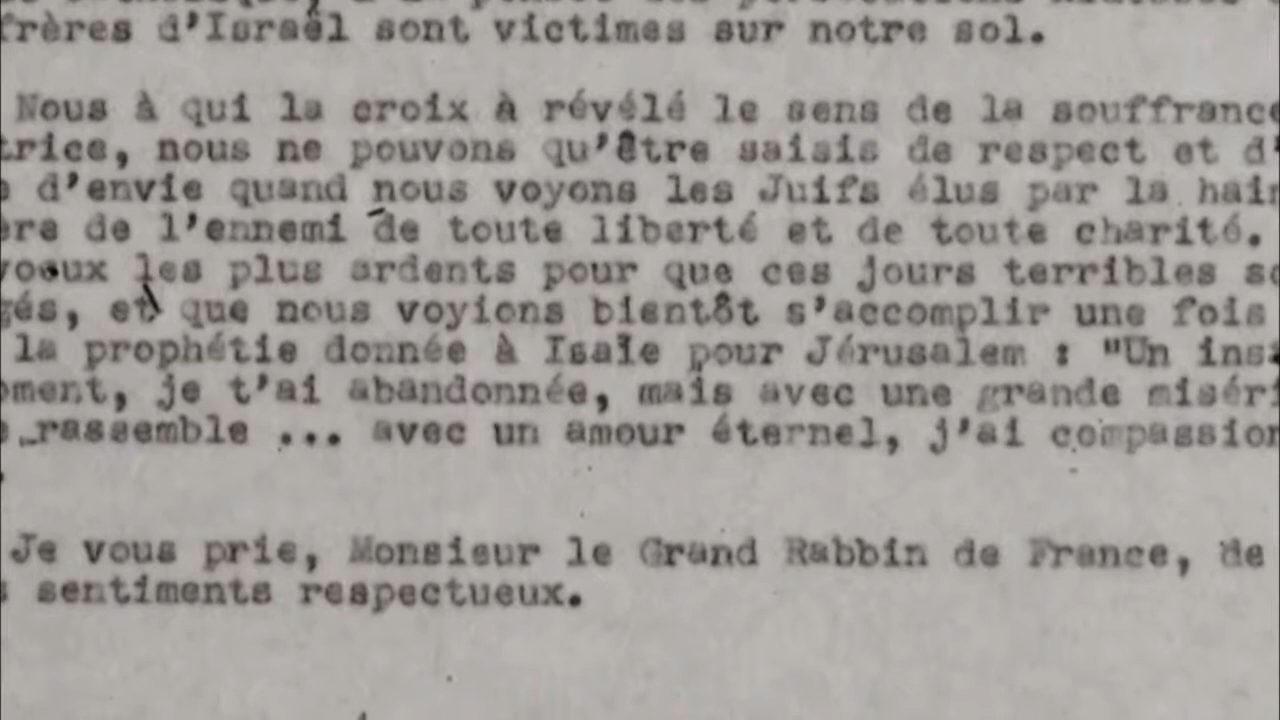 frères d'Israël sont victimes sur notre sol.
Nous à qui la croix à révélé le sens de la souffrance
trice, nous ne pouvons qu'être saisis de respect et d'
e d'envie quand nous voyons les Juifs élus par la hain
ère de l'ennemi de toute liberté et de toute charité.
voeux les plus ardents pour que ces jours terribles so
gés, et que nous voyions bientôt s'accomplir une fois
la prophétie donnée à Isaïe pour Jérusalem : "Un inst
oment, je t'ai abandonnée, mais avec une grande miséri
e rassemble ... avec un amour éternel, j'ai compassion
Je vous prie, Monsieur le Grand Rabbin de France, de
s sentiments respectueux.